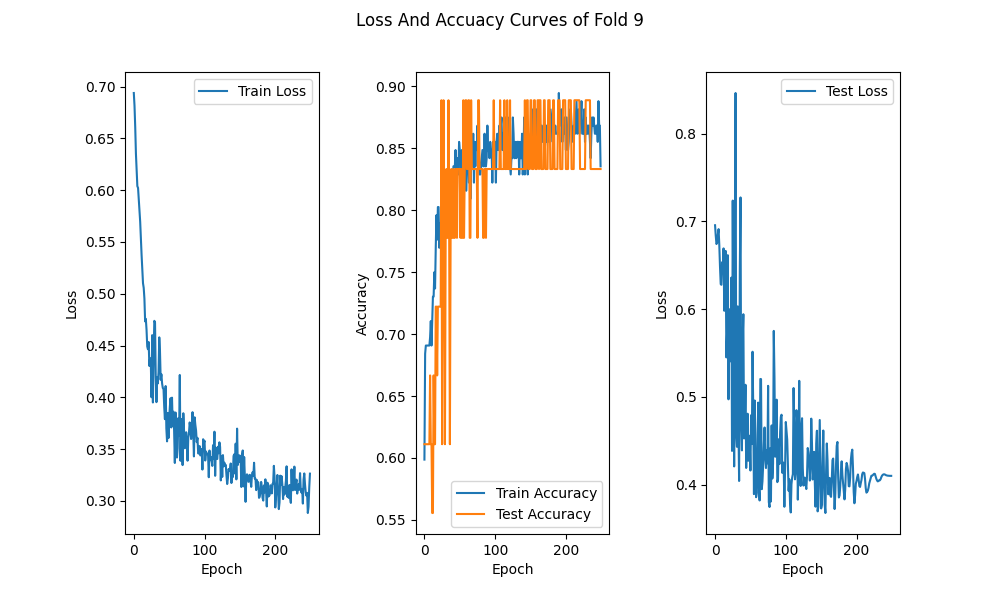 Loss And Accuacy Curves of Fold 9
Train Loss
0.70
0.65
0.60
0.55
0.50
0.45
0.40
0.35
0.30
Loss
0
100
200
Epoch
0.90
0.85
0.80
0.75
0.70
0.65
0.60
0.55
Accuracy
Train Accuracy
Test Accuracy
0
100
200
Epoch
Test Loss
0.8
0.7
0.6
0.5
0.4
Loss
0
100
200
Epoch